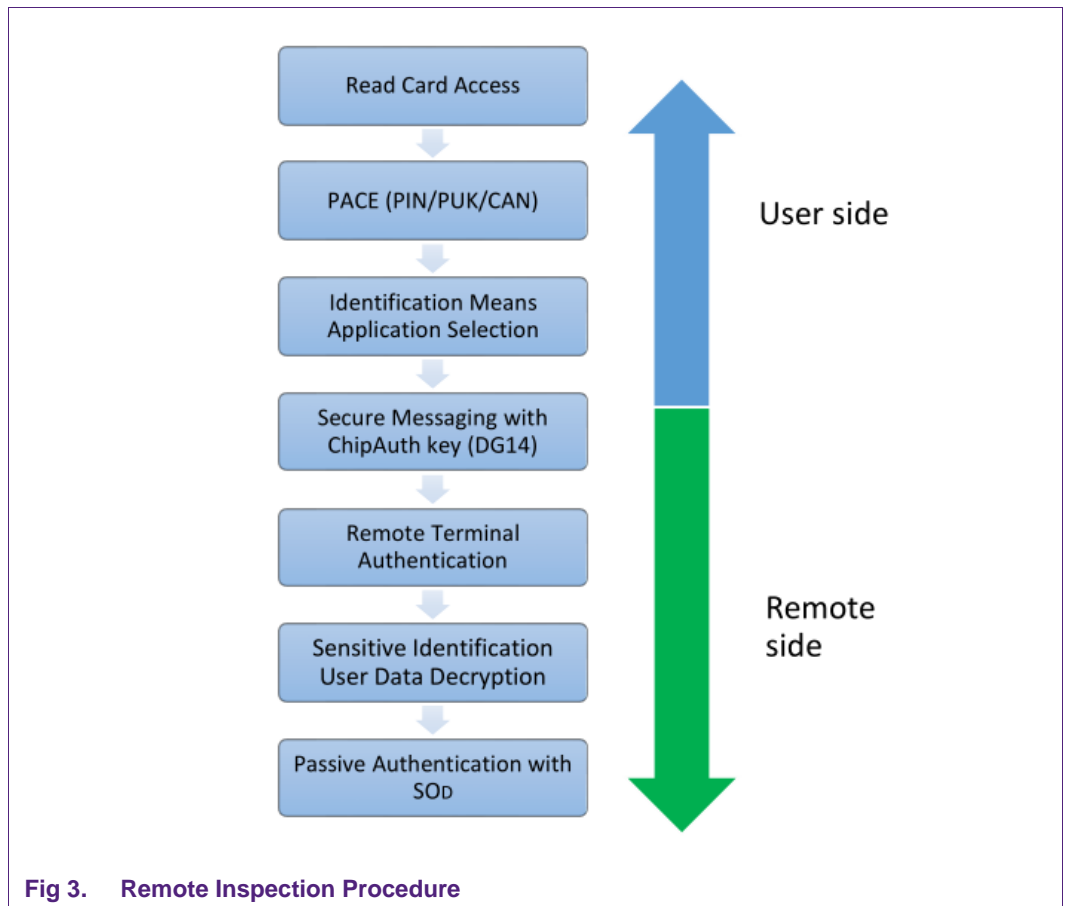 Read Card Access
PACE (PIN/PUK/CAN)
User side
Identification Means
Application Selection
Secure Messaging with
ChipAuth key (DG14)
Remote Terminal
Authentication
Remote
side
Sensitive Identification
User Data Decryption
Passive Authentication with
SOD
Fig 3. Remote Inspection Procedure